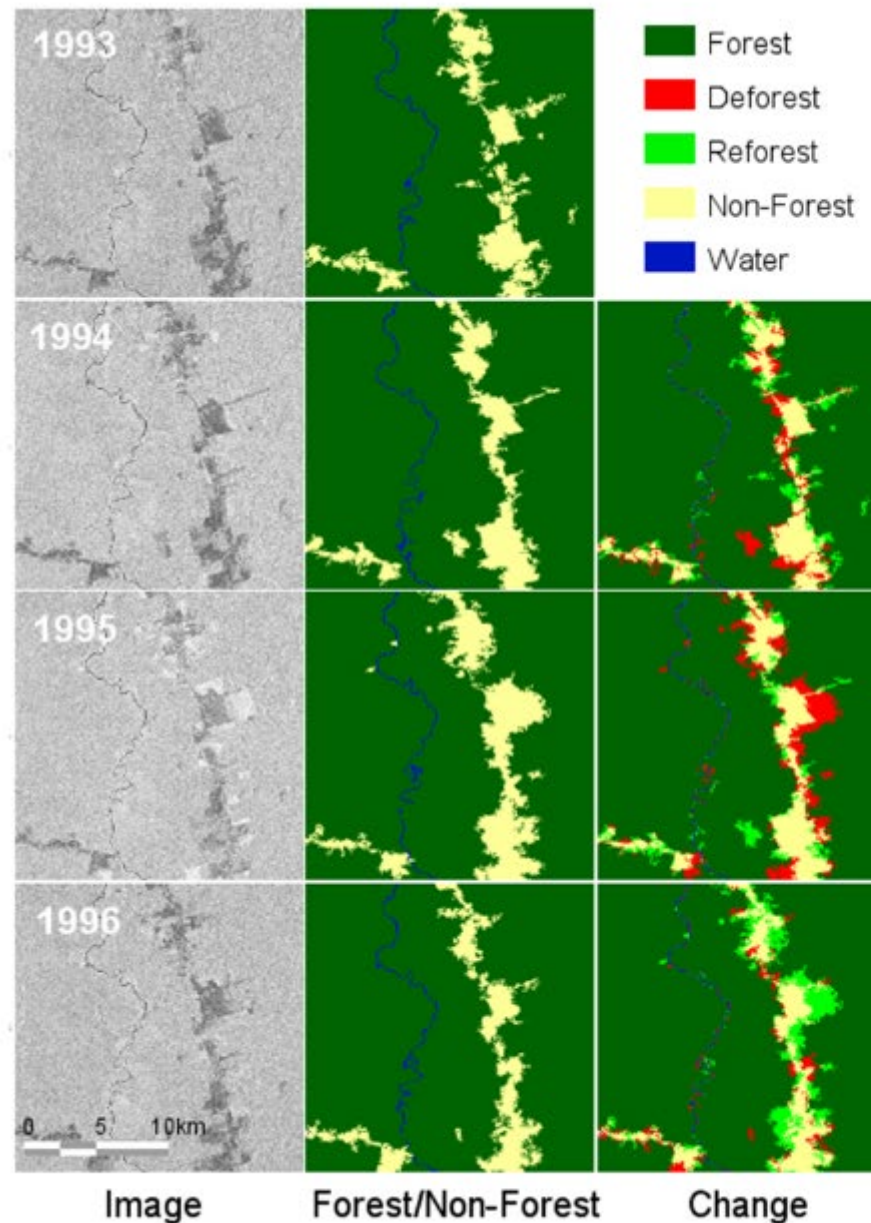 1993
Forest
Deforest
Reforest
Non-Forest
Water
1994
1995
1996
0 5 10km
Image Forest/Non-Forest Change